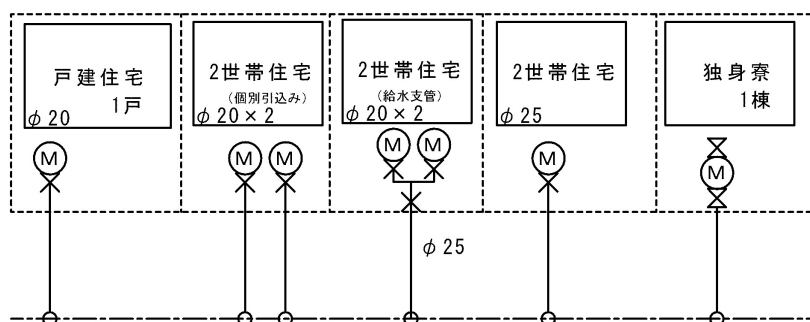 戸建住宅
1戸
φ20
M
2世帯住宅
(個別引込み)
φ20×2
M M
2世帯住宅
(給水支管)
φ20×2
M M
φ25
2世帯住宅
φ25
M
独身寮
1棟
M